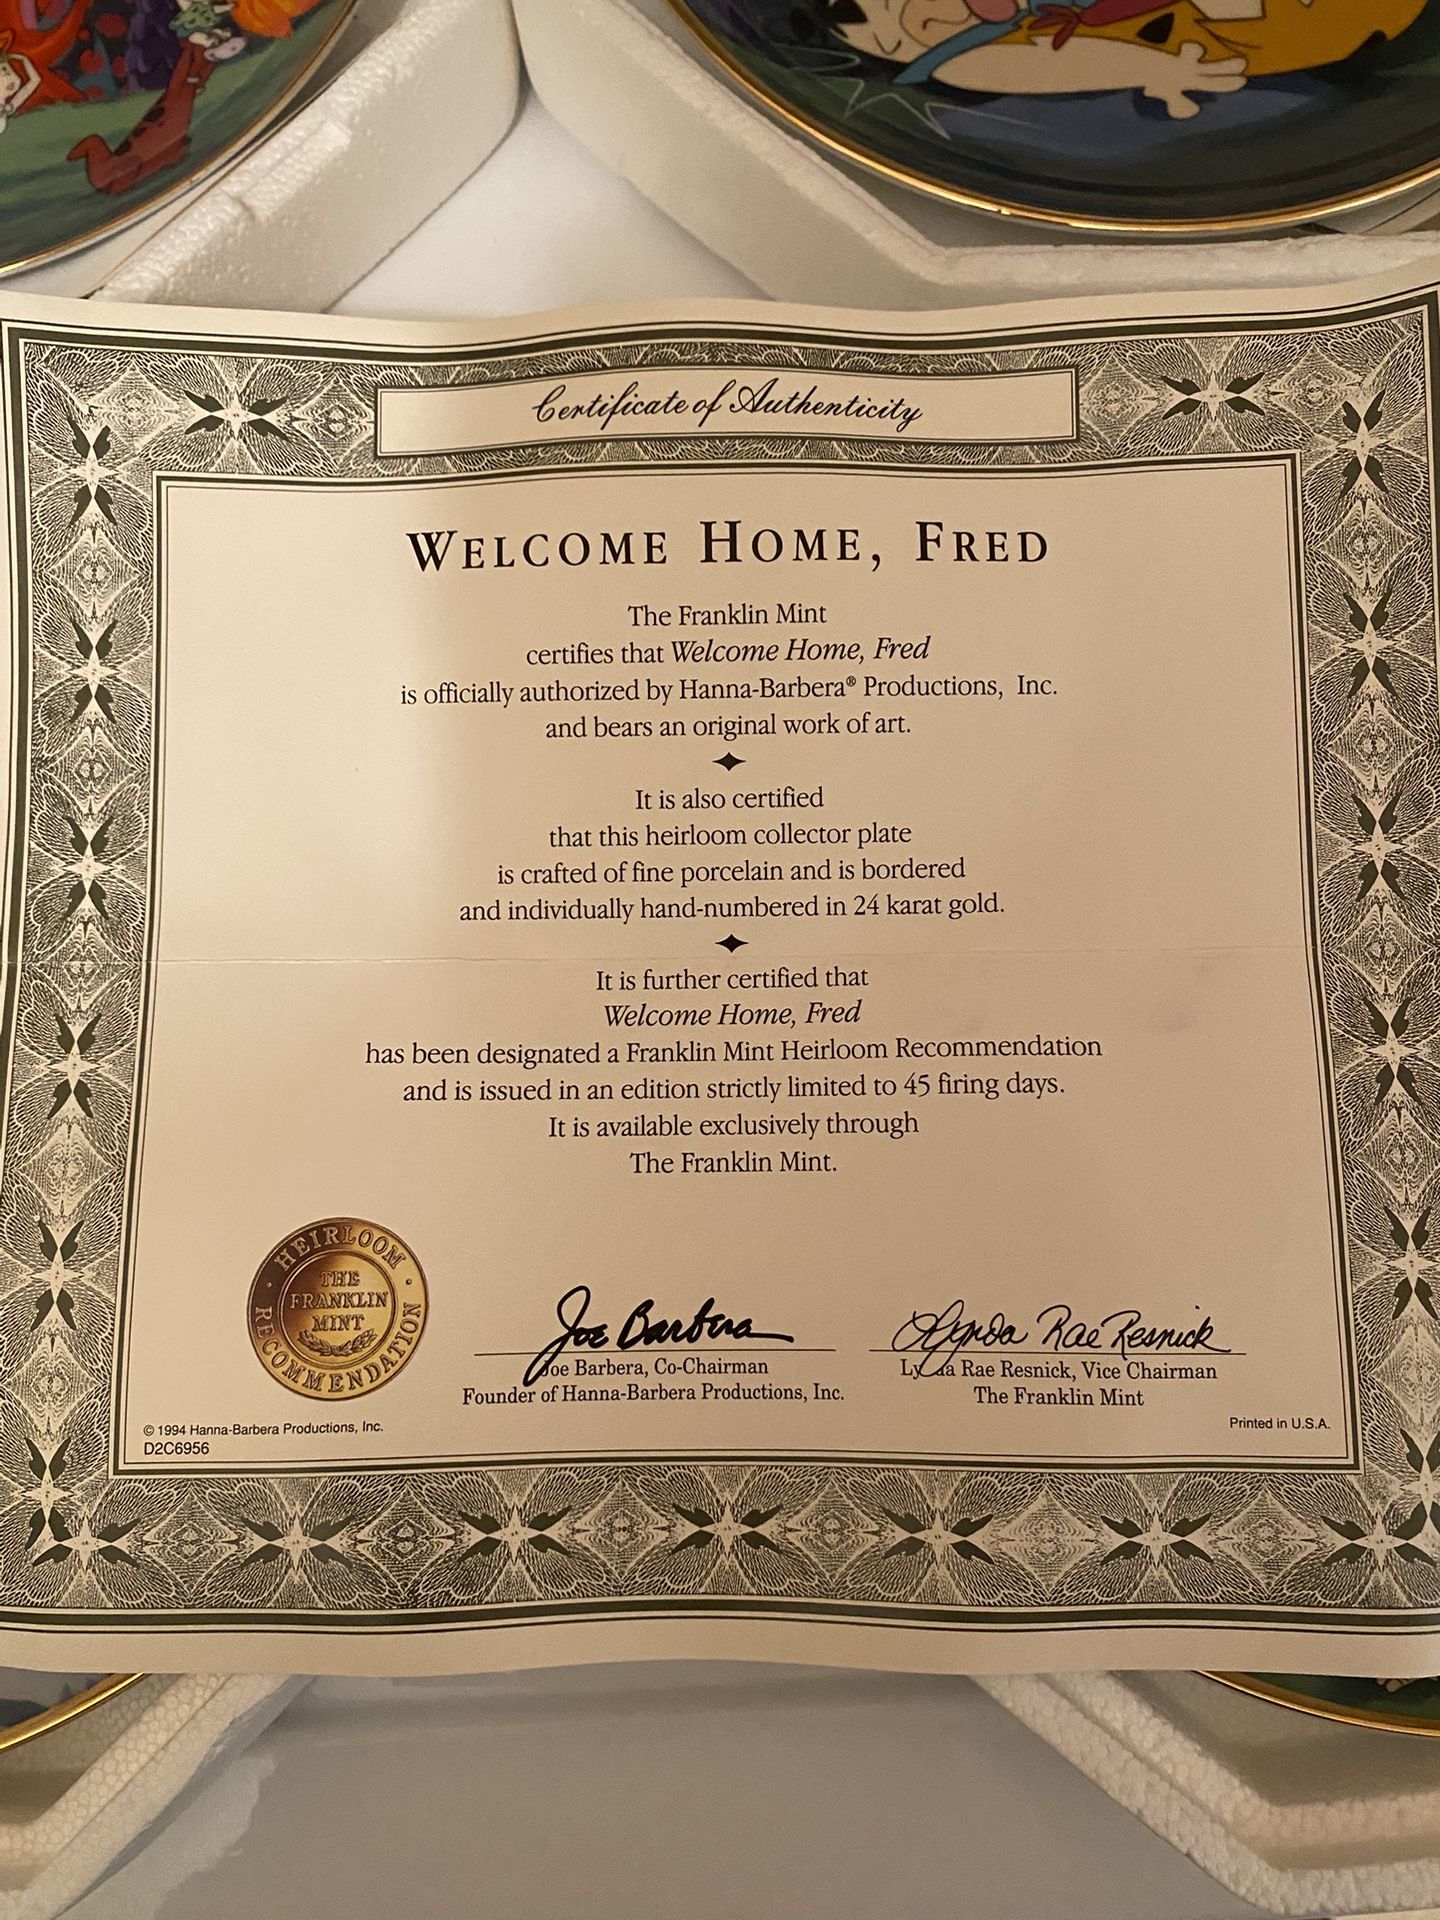 Certificate of Authenticity
WELCOME HOME, FRED
The Franklin Mint
certifies that Welcome Home, Fred
is officially authorized by Hanna-Barbera® Productions, Inc.
and bears an original work of art.
It is also certified
that this heirloom collector plate
is crafted of fine porcelain and is bordered
and individually hand-numbered in 24 karat gold.
It is further certified that
Welcome Home, Fred
has been designated a Franklin Mint Heirloom Recommendation
and is issued in an edition strictly limited to 45 firing days.
It is available exclusively through
The Franklin Mint.
HEIRLOOM RECOMMENDATION
THE
FRANKLIN
MINT
Joe Barbera
Joe Barbera, Co-Chairman
Founder of Hanna-Barbera Productions, Inc.
Lynda Rae Resnick
Lynda Rae Resnick, Vice Chairman
The Franklin Mint
© 1994 Hanna-Barbera Productions, Inc.
D2C6956
Printed in U.S.A.